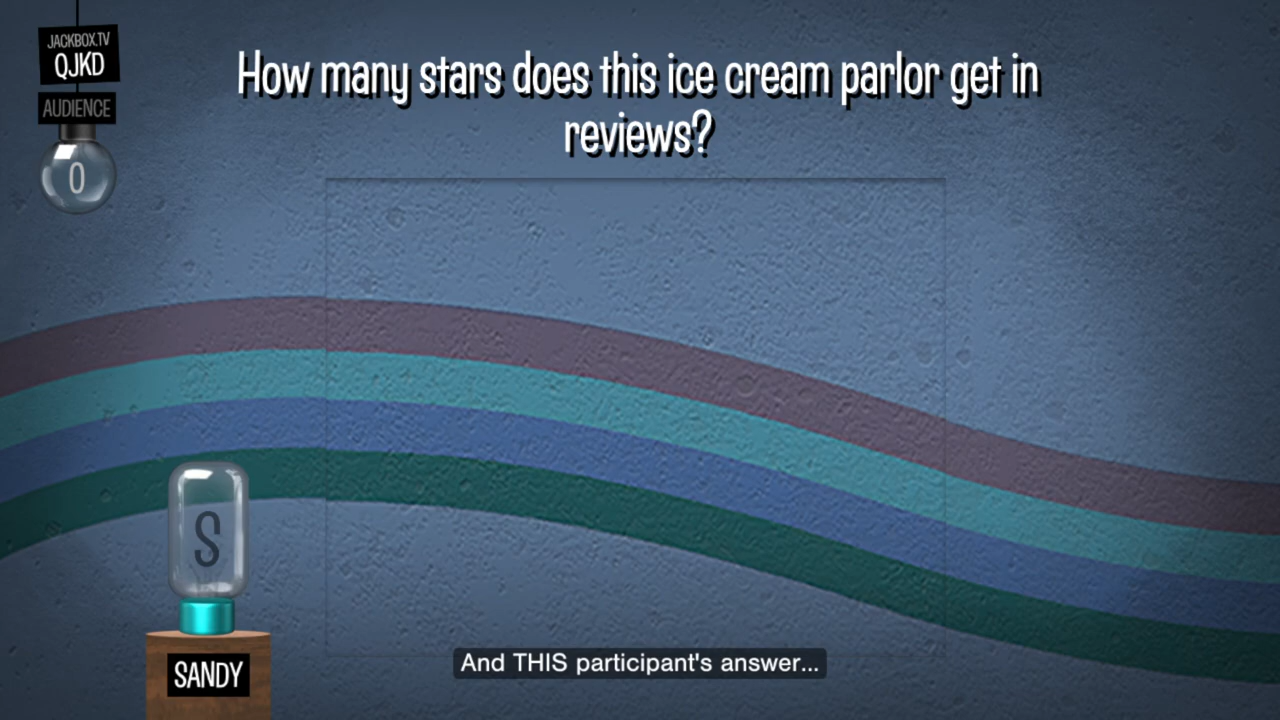 JACKBOX.TV
QJKD
AUDIENCE
0
How many stars does this ice cream parlor get in
reviews?
S
SANDY
And THIS participant's answer...